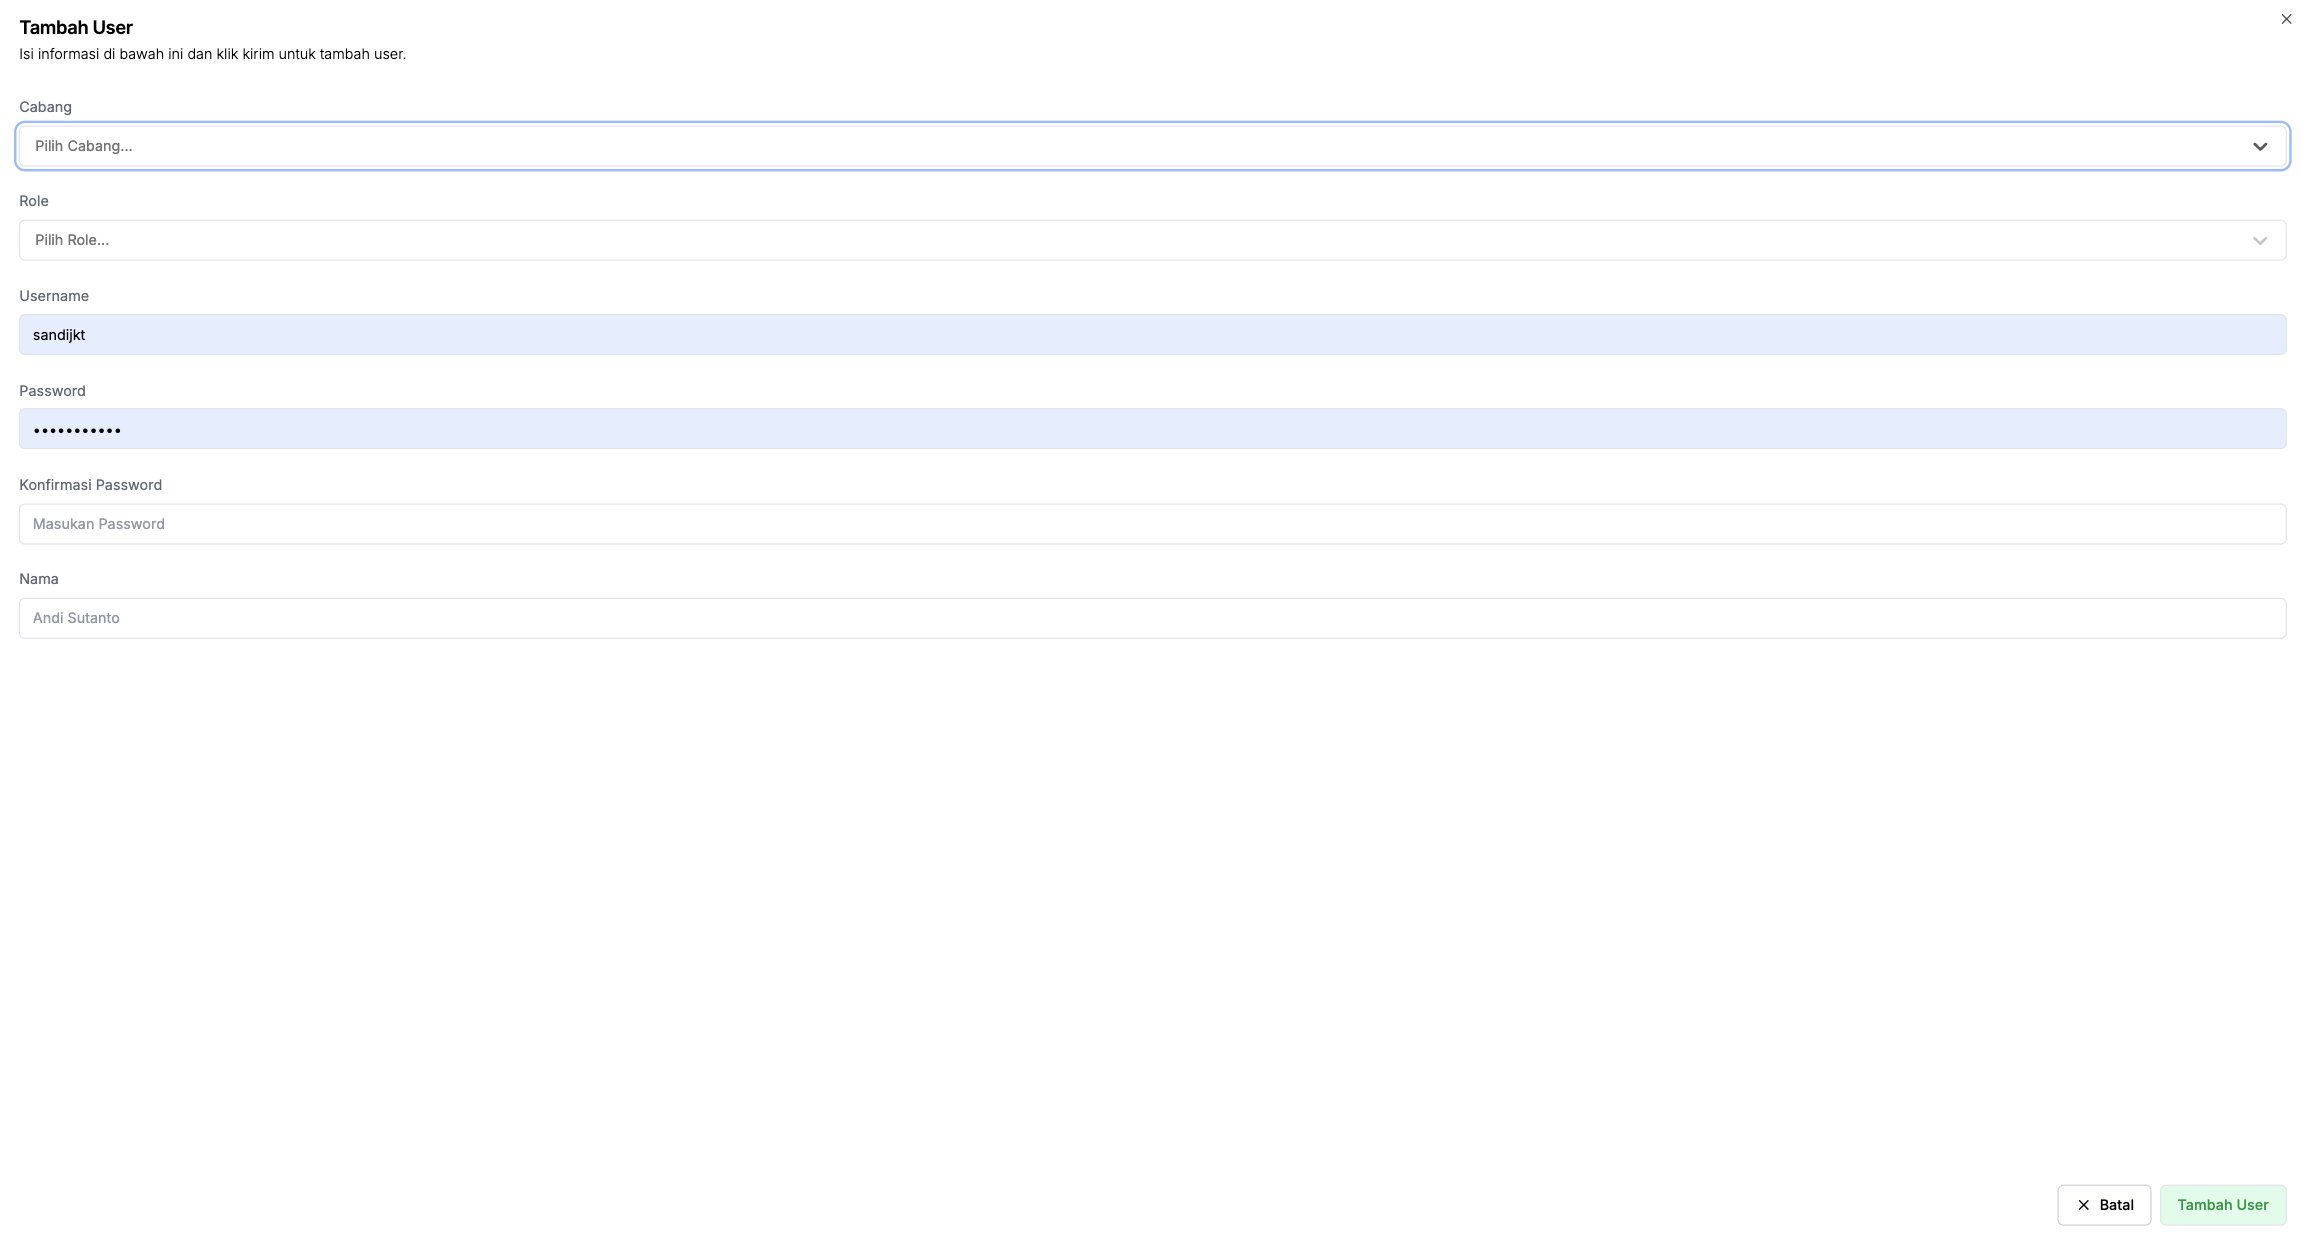 Tambah User
Isi informasi di bawah ini dan klik kirim untuk tambah user.
Cabang
Pilih Cabang...
Role
Pilih Role...
Username
sandijkt
Password
•••••••••••
Konfirmasi Password
Masukan Password
Nama
Andi Sutanto
Batal
Tambah User